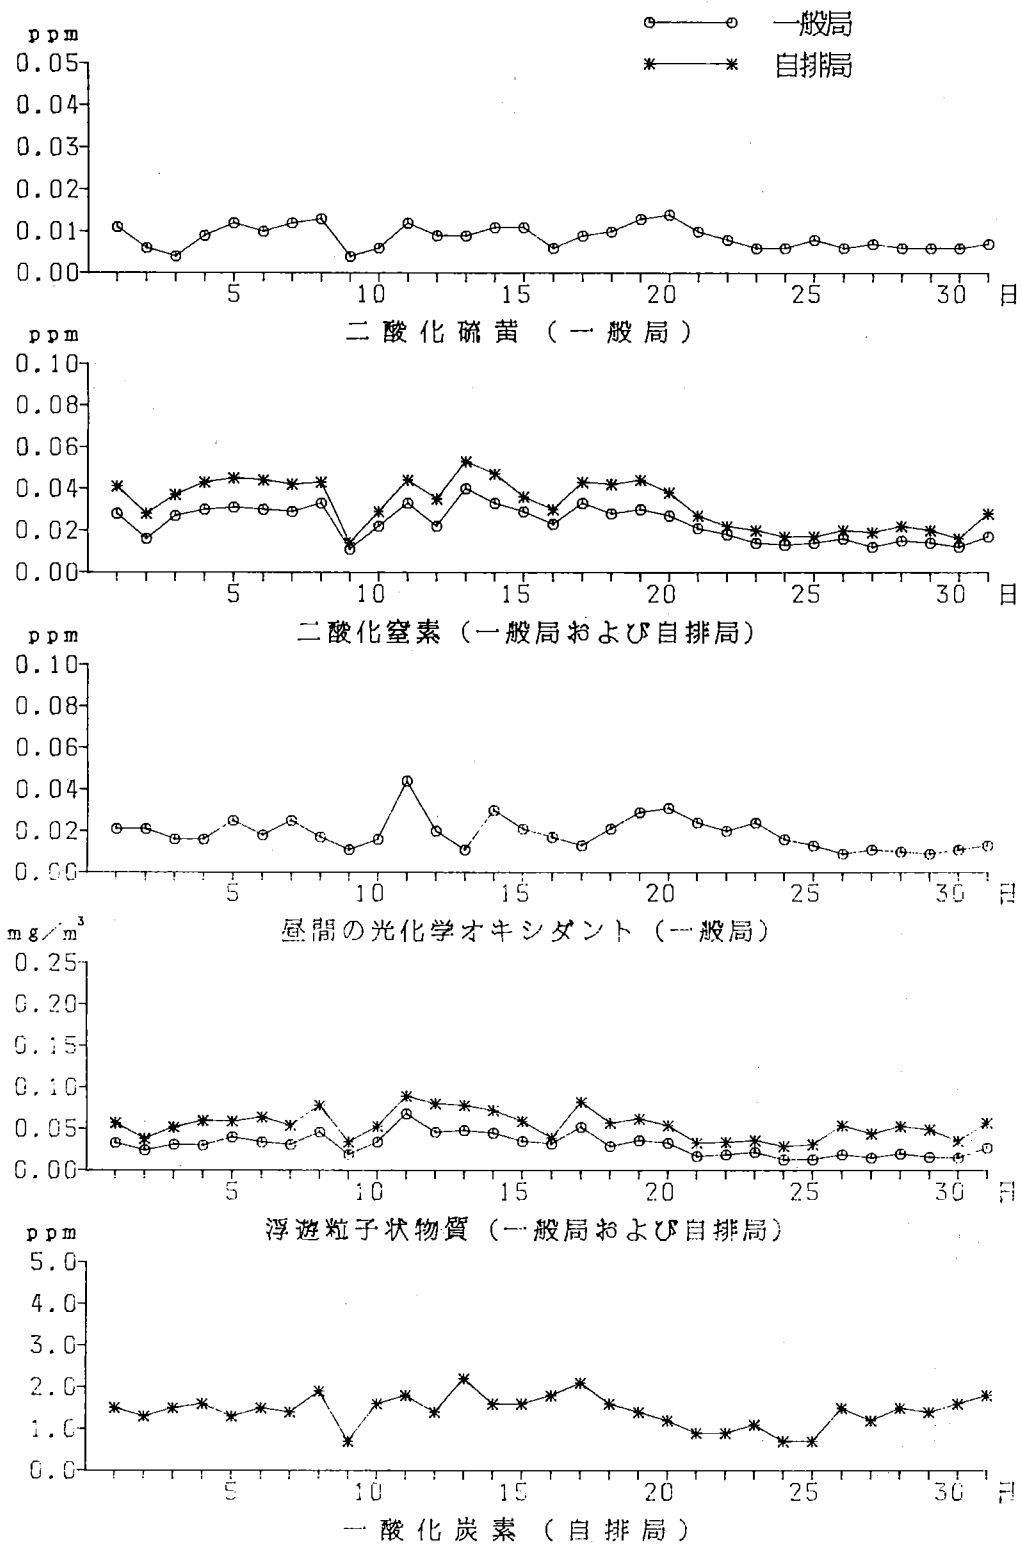 一般局
自排局
ppm
0.05
0.04
0.03
0.02
0.01
0.00
5 10 15 20 25 30 日
二酸化硫黄(一般局)
ppm
0.10
0.08
0.06
0.04
0.02
0.00
5 10 15 20 25 30 日
二酸化窒素(一般局および自排局)
ppm
0.10
0.08
0.06
0.04
0.02
0.00
5 10 15 20 25 30 日
昼間の光化学オキシダント(一般局)
mg/m³
0.25
0.20
0.15
0.10
0.05
0.00
5 10 15 20 25 30 日
浮遊粒子状物質(一般局および自排局)
ppm
5.0
4.0
3.0
2.0
1.0
0.0
5 10 15 20 25 30 日
一酸化炭素(自排局)